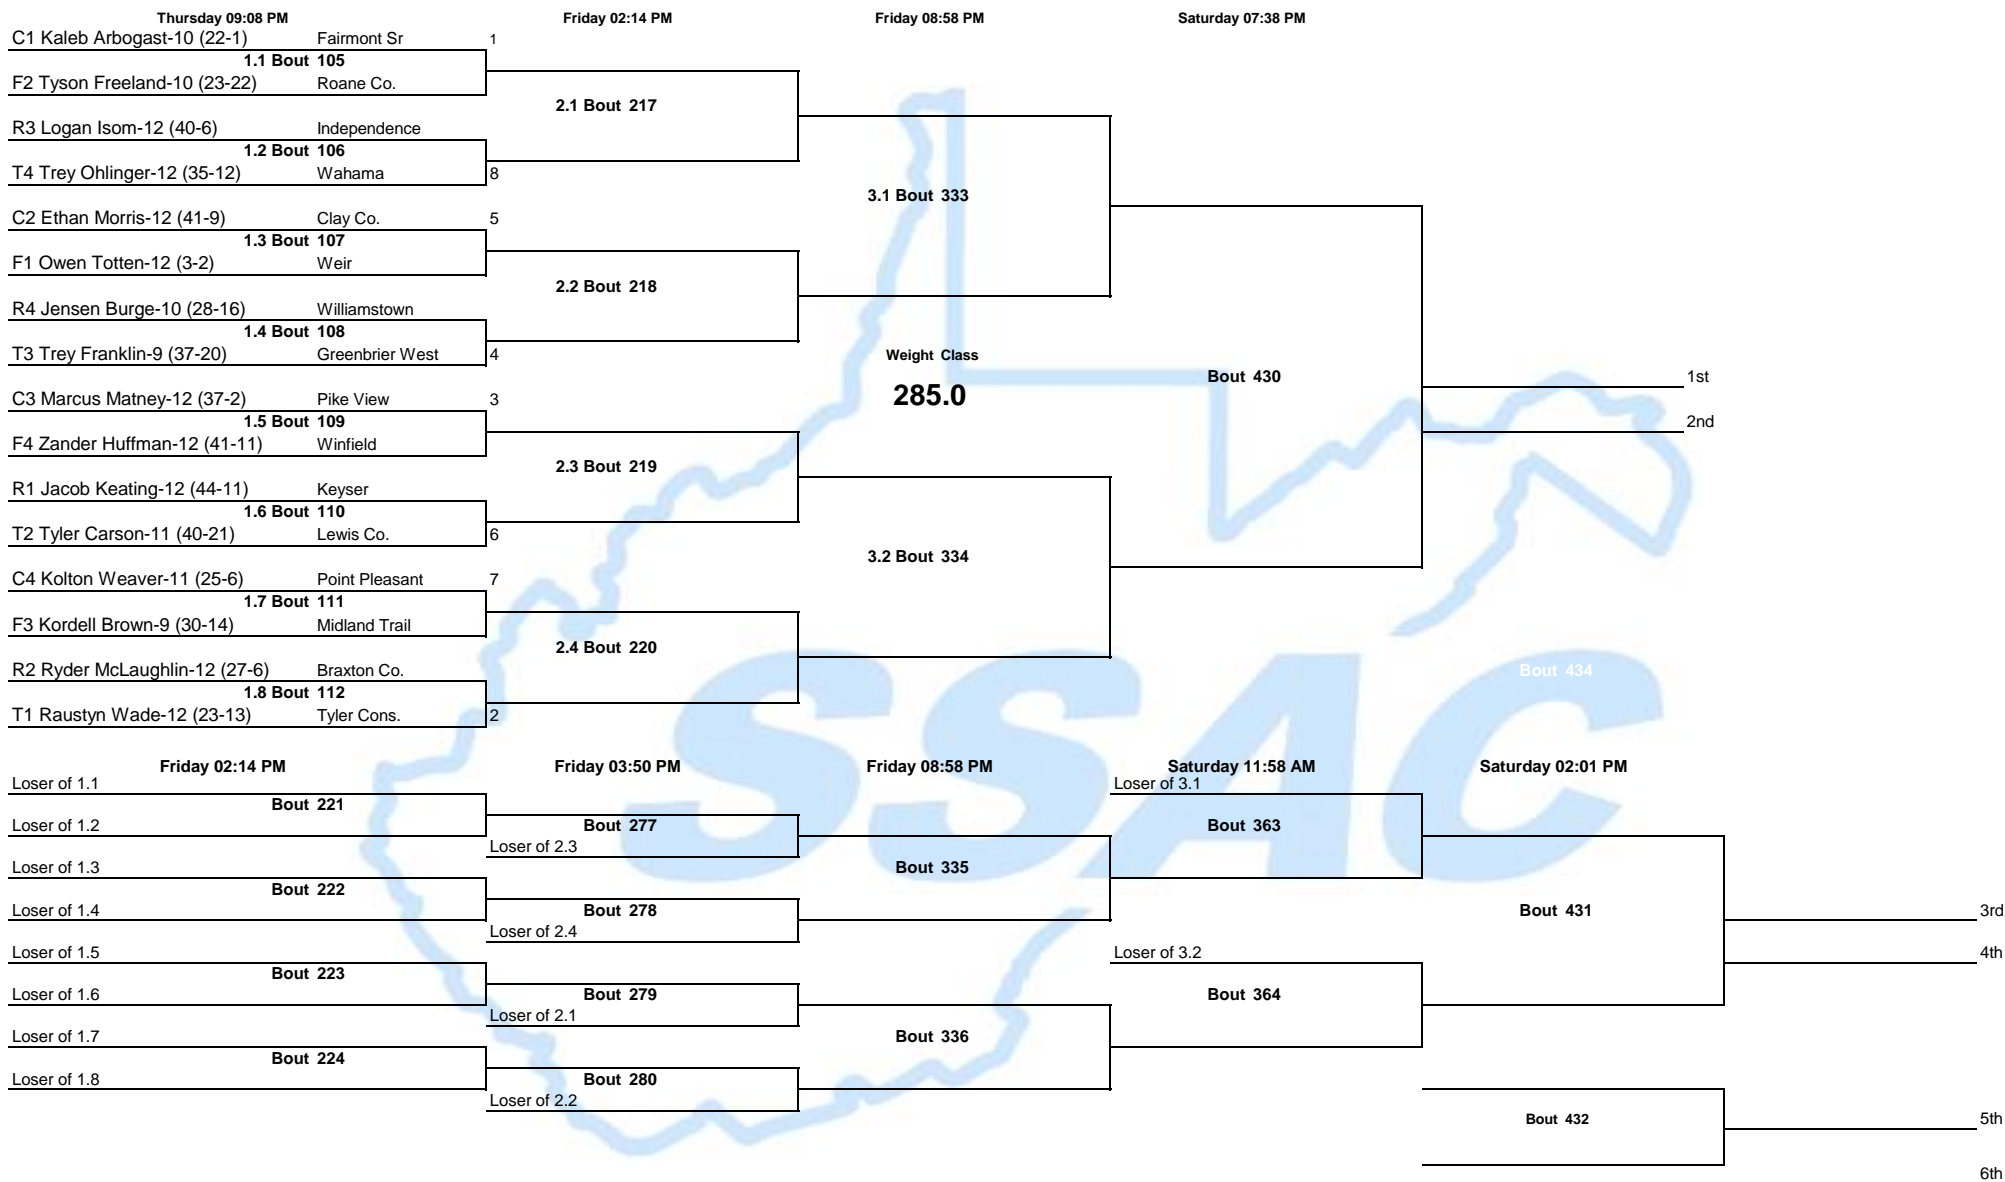 Thursday 09:08 PM Friday 02:14 PM Friday 08:58 PM Saturday 07:38 PM
C1 Kaleb Arbogast-10 (22-1) Fairmont Sr 1
1.1 Bout 105
F2 Tyson Freeland-10 (23-22) Roane Co.
2.1 Bout 217
R3 Logan Isom-12 (40-6) Independence
1.2 Bout 106
T4 Trey Ohlinger-12 (35-12) Wahama 8
3.1 Bout 333
C2 Ethan Morris-12 (41-9) Clay Co. 5
1.3 Bout 107
F1 Owen Totten-12 (3-2) Weir
2.2 Bout 218
R4 Jensen Burge-10 (28-16) Williamstown
1.4 Bout 108
T3 Trey Franklin-9 (37-20) Greenbrier West 4
Weight Class
285.0
Bout 430
1st
2nd
C3 Marcus Matney-12 (37-2) Pike View 3
1.5 Bout 109
F4 Zander Huffman-12 (41-11) Winfield
2.3 Bout 219
R1 Jacob Keating-12 (44-11) Keyser
1.6 Bout 110
T2 Tyler Carson-11 (40-21) Lewis Co. 6
3.2 Bout 334
C4 Kolton Weaver-11 (25-6) Point Pleasant 7
1.7 Bout 111
F3 Kordell Brown-9 (30-14) Midland Trail
2.4 Bout 220
R2 Ryder McLaughlin-12 (27-6) Braxton Co.
1.8 Bout 112
T1 Raustyn Wade-12 (23-13) Tyler Cons. 2
Bout 434
SSAC
Friday 02:14 PM Friday 03:50 PM Friday 08:58 PM Saturday 11:58 AM Saturday 02:01 PM
Loser of 1.1 Loser of 3.1
Bout 221
Loser of 1.2 Bout 277 Bout 363
Loser of 2.3
Loser of 1.3 Bout 335
Bout 222
Loser of 1.4 Bout 278 Bout 431 3rd
Loser of 2.4
Loser of 1.5 Loser of 3.2 4th
Bout 223
Loser of 1.6 Bout 279 Bout 364
Loser of 2.1
Loser of 1.7 Bout 336
Bout 224
Loser of 1.8 Bout 280
Loser of 2.2
Bout 432 5th
6th